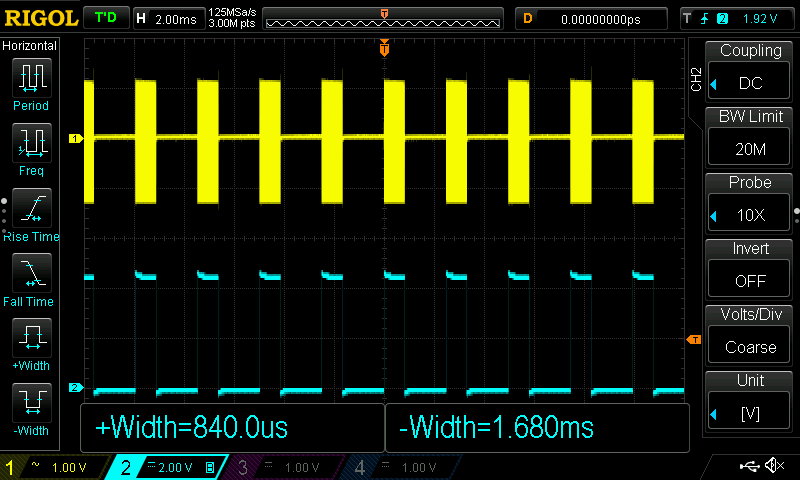 RIGOL T'D H 2.00ms 125MSa/s 3.00M pts T D 0.00000000ps T 2 1.92 V
Horizontal
Period
Freq
Rise Time
Fall Time
+Width
-Width
T
1
2
T
+Width=840.0us -Width=1.680ms
CH2
Coupling
DC
BW Limit
20M
Probe
10X
Invert
OFF
Volts/Div
Coarse
Unit
[V]
1 ~ 1.00 V 2 2.00 V B 3 1.00 V 4 1.00 V